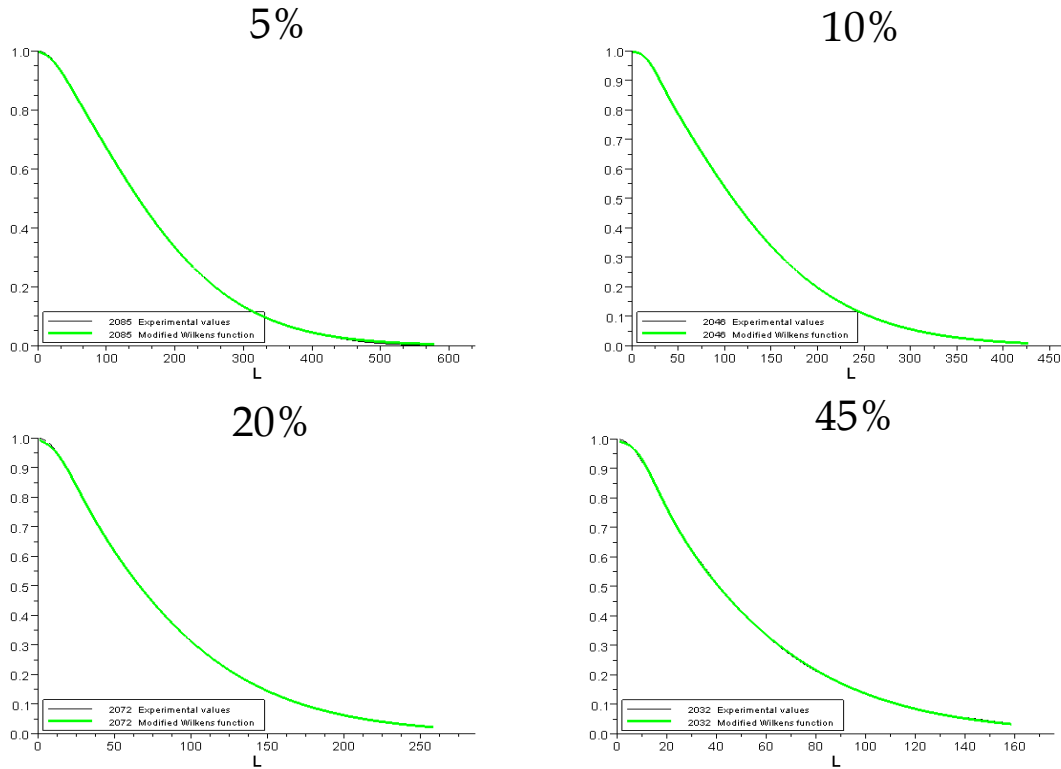 5%
1.0
0.8
0.6
0.4
0.2
0.0
2085 Experimental values
2085 Modified Wilkens function
0 100 200 300 400 500 600
L
10%
1.0
0.9
0.8
0.7
0.6
0.5
0.4
0.3
0.2
0.1
0.0
2046 Experimental values
2046 Modified Wilkens function
0 50 100 150 200 250 300 350 400 450
L
20%
1.0
0.9
0.8
0.7
0.6
0.5
0.4
0.3
0.2
0.1
0.0
2072 Experimental values
2072 Modified Wilkens function
0 50 100 150 200 250
L
45%
1.0
0.9
0.8
0.7
0.6
0.5
0.4
0.3
0.2
0.1
0.0
2032 Experimental values
2032 Modified Wilkens function
0 20 40 60 80 100 120 140 160
L